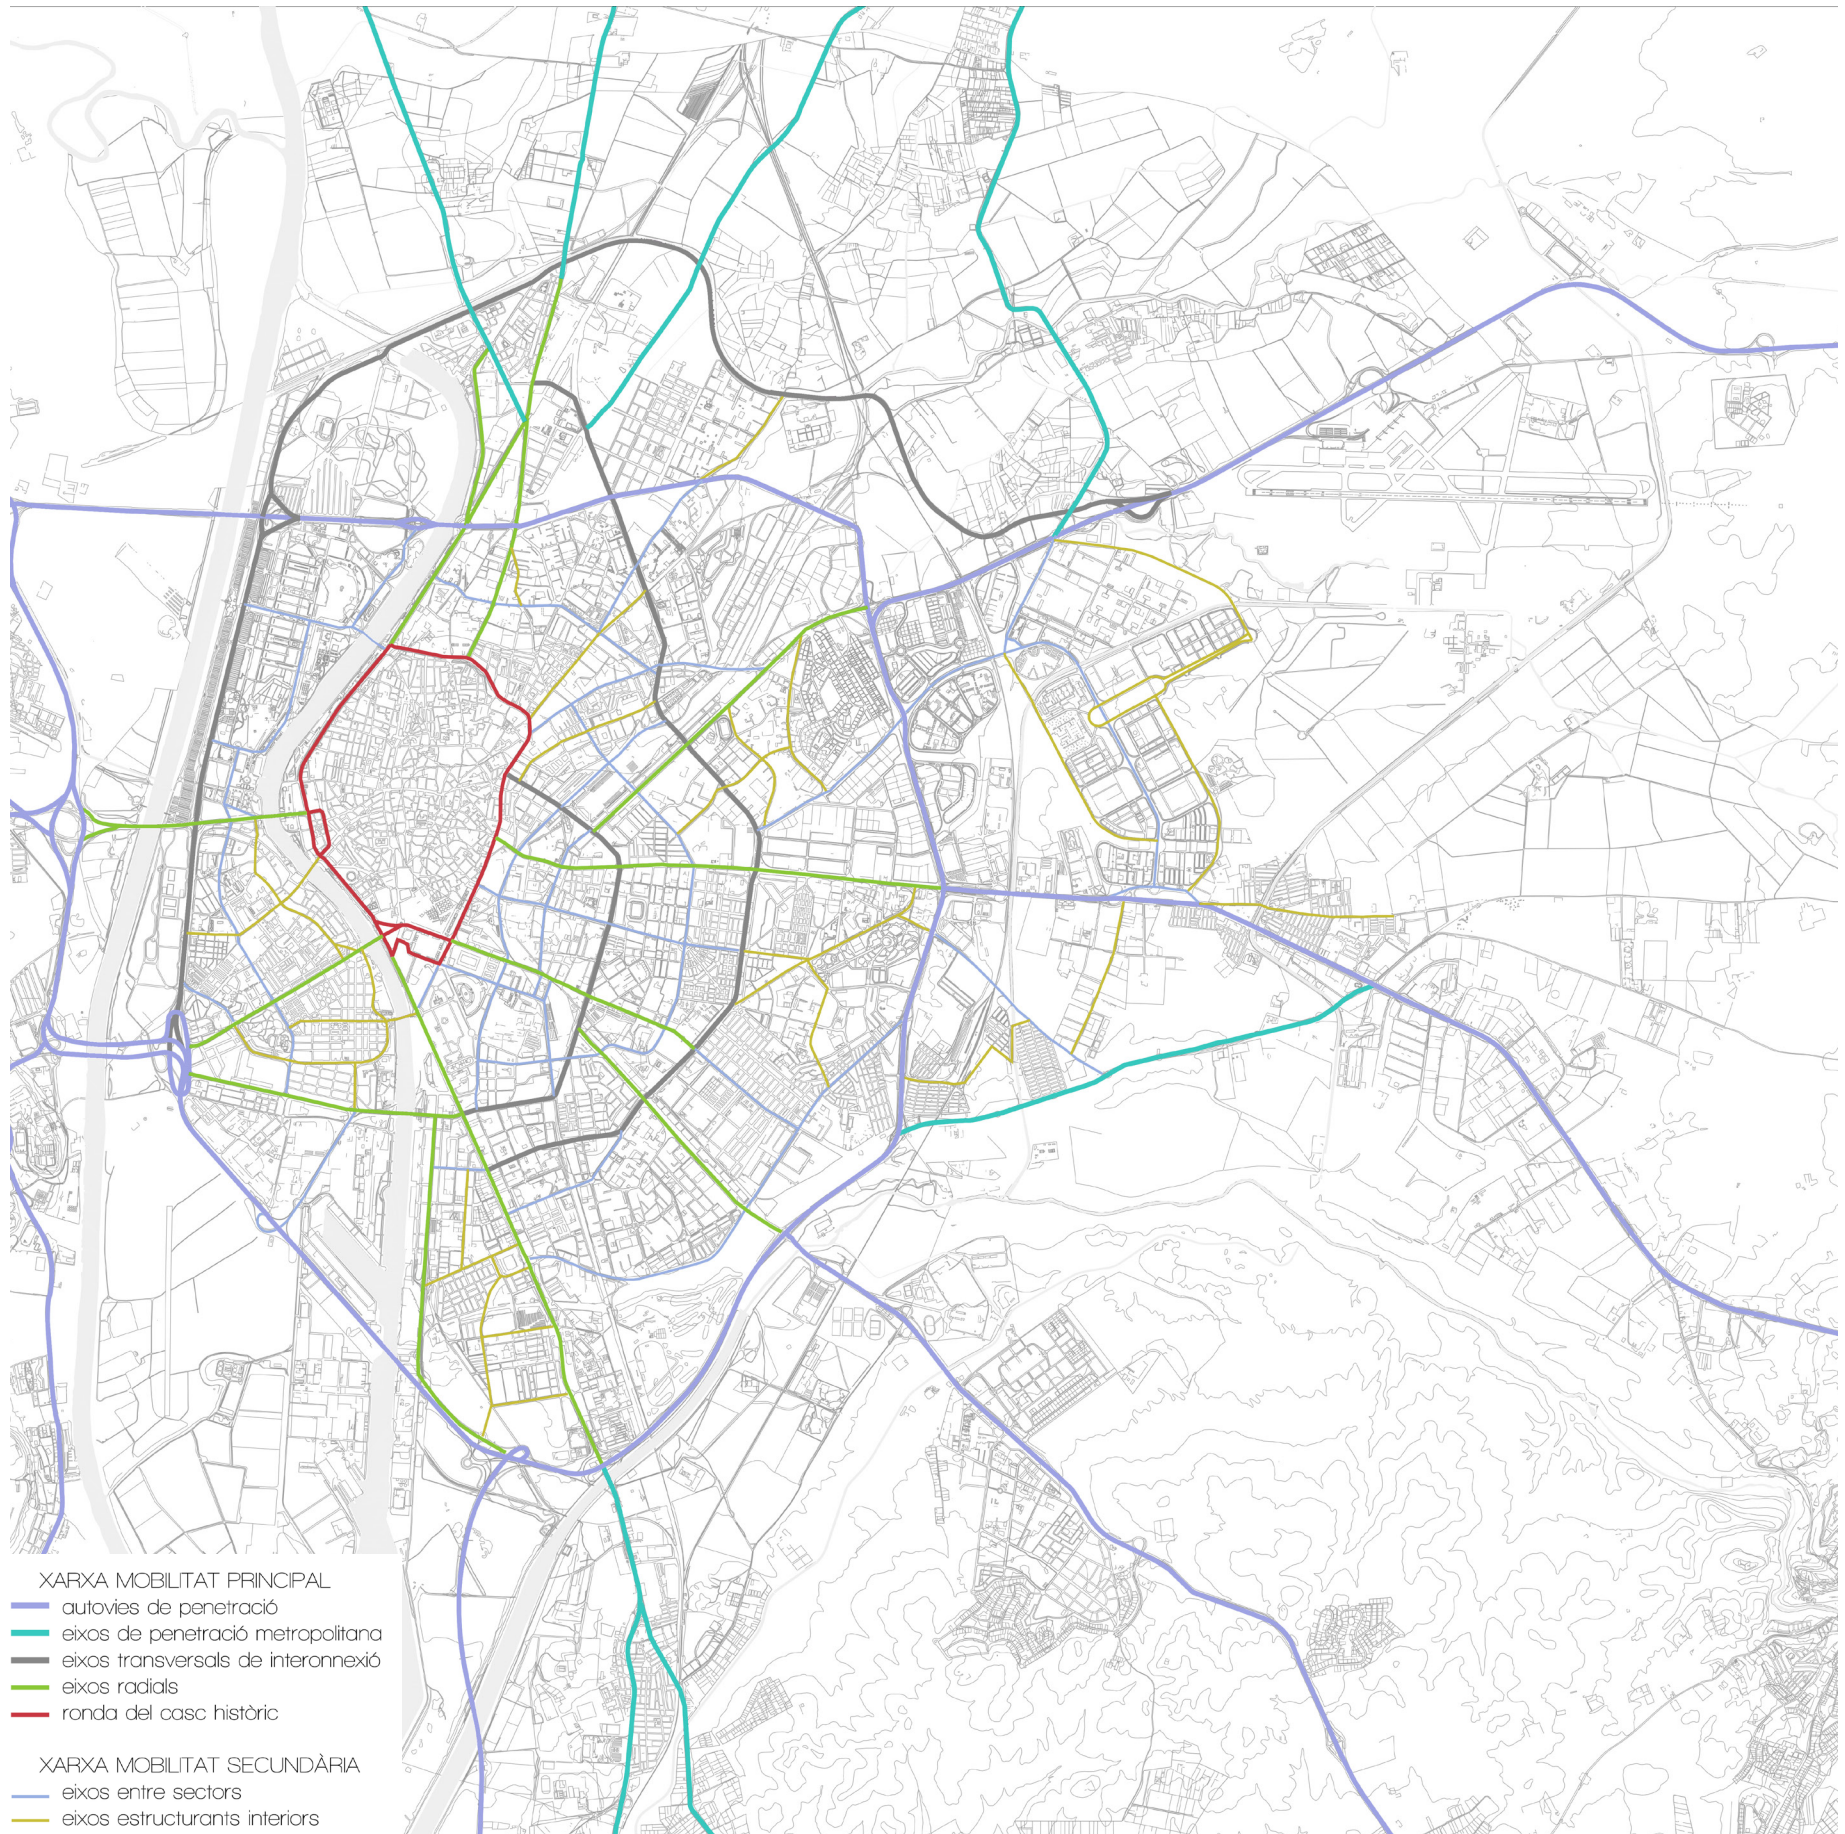 XARXA MOBILITAT PRINCIPAL
autovies de penetració
eixos de penetració metropolitana
eixos transversals de interonnexió
eixos radials
ronda del casc històric
XARXA MOBILITAT SECUNDÀRIA
eixos entre sectors
eixos estructurants interiors